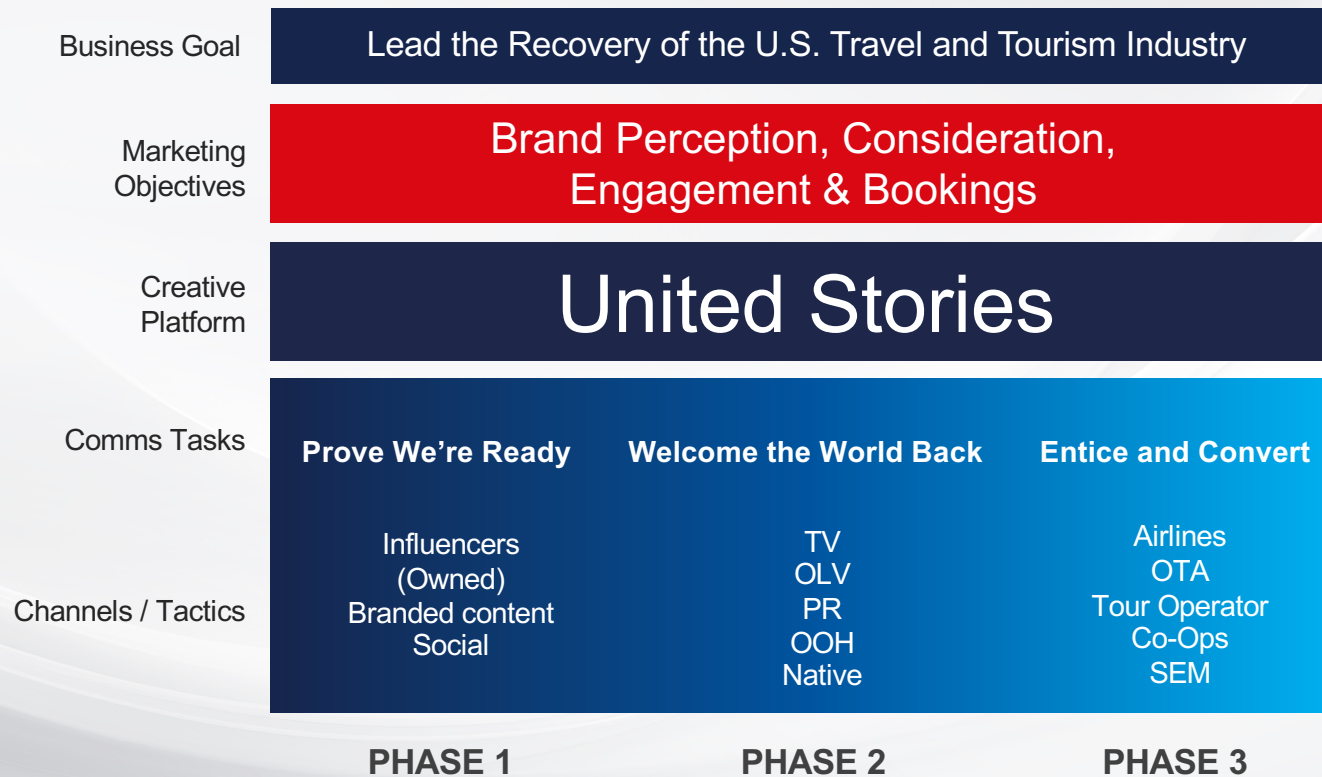 Business Goal
Lead the Recovery of the U.S. Travel and Tourism Industry
Marketing
Objectives
Brand Perception, Consideration,
Engagement & Bookings
Creative
Platform
United Stories
Comms Tasks
Prove We’re Ready
Welcome the World Back
Entice and Convert
Channels / Tactics
Influencers
(Owned)
Branded content
Social
TV
OLV
PR
OOH
Native
Airlines
OTA
Tour Operator
Co-Ops
SEM
PHASE 1
PHASE 2
PHASE 3